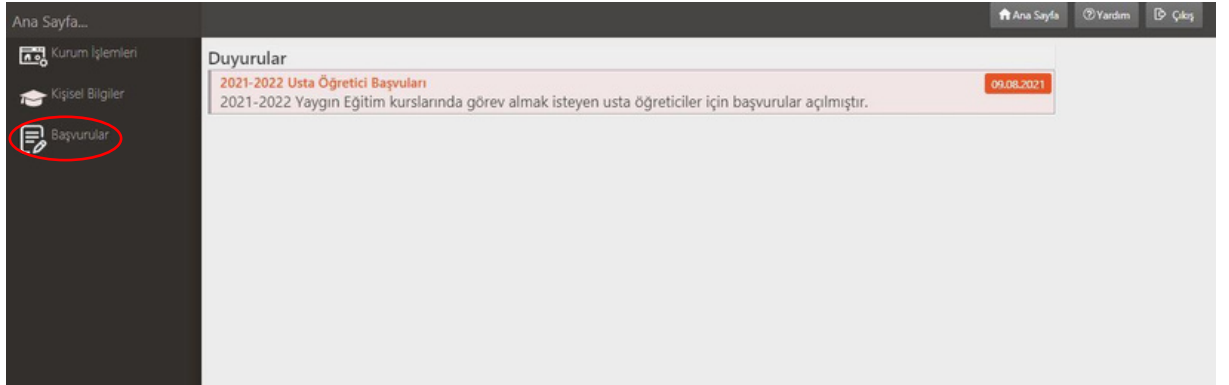 Ana Sayfa...
Ana Sayfa
Yardım
Çıkış
Kurum İşlemleri
Kişisel Bilgiler
Başvurular
Duyurular
2021-2022 Usta Öğretici Başvuları
09.08.2021
2021-2022 Yaygın Eğitim kurslarında görev almak isteyen usta öğreticiler için başvurular açılmıştır.